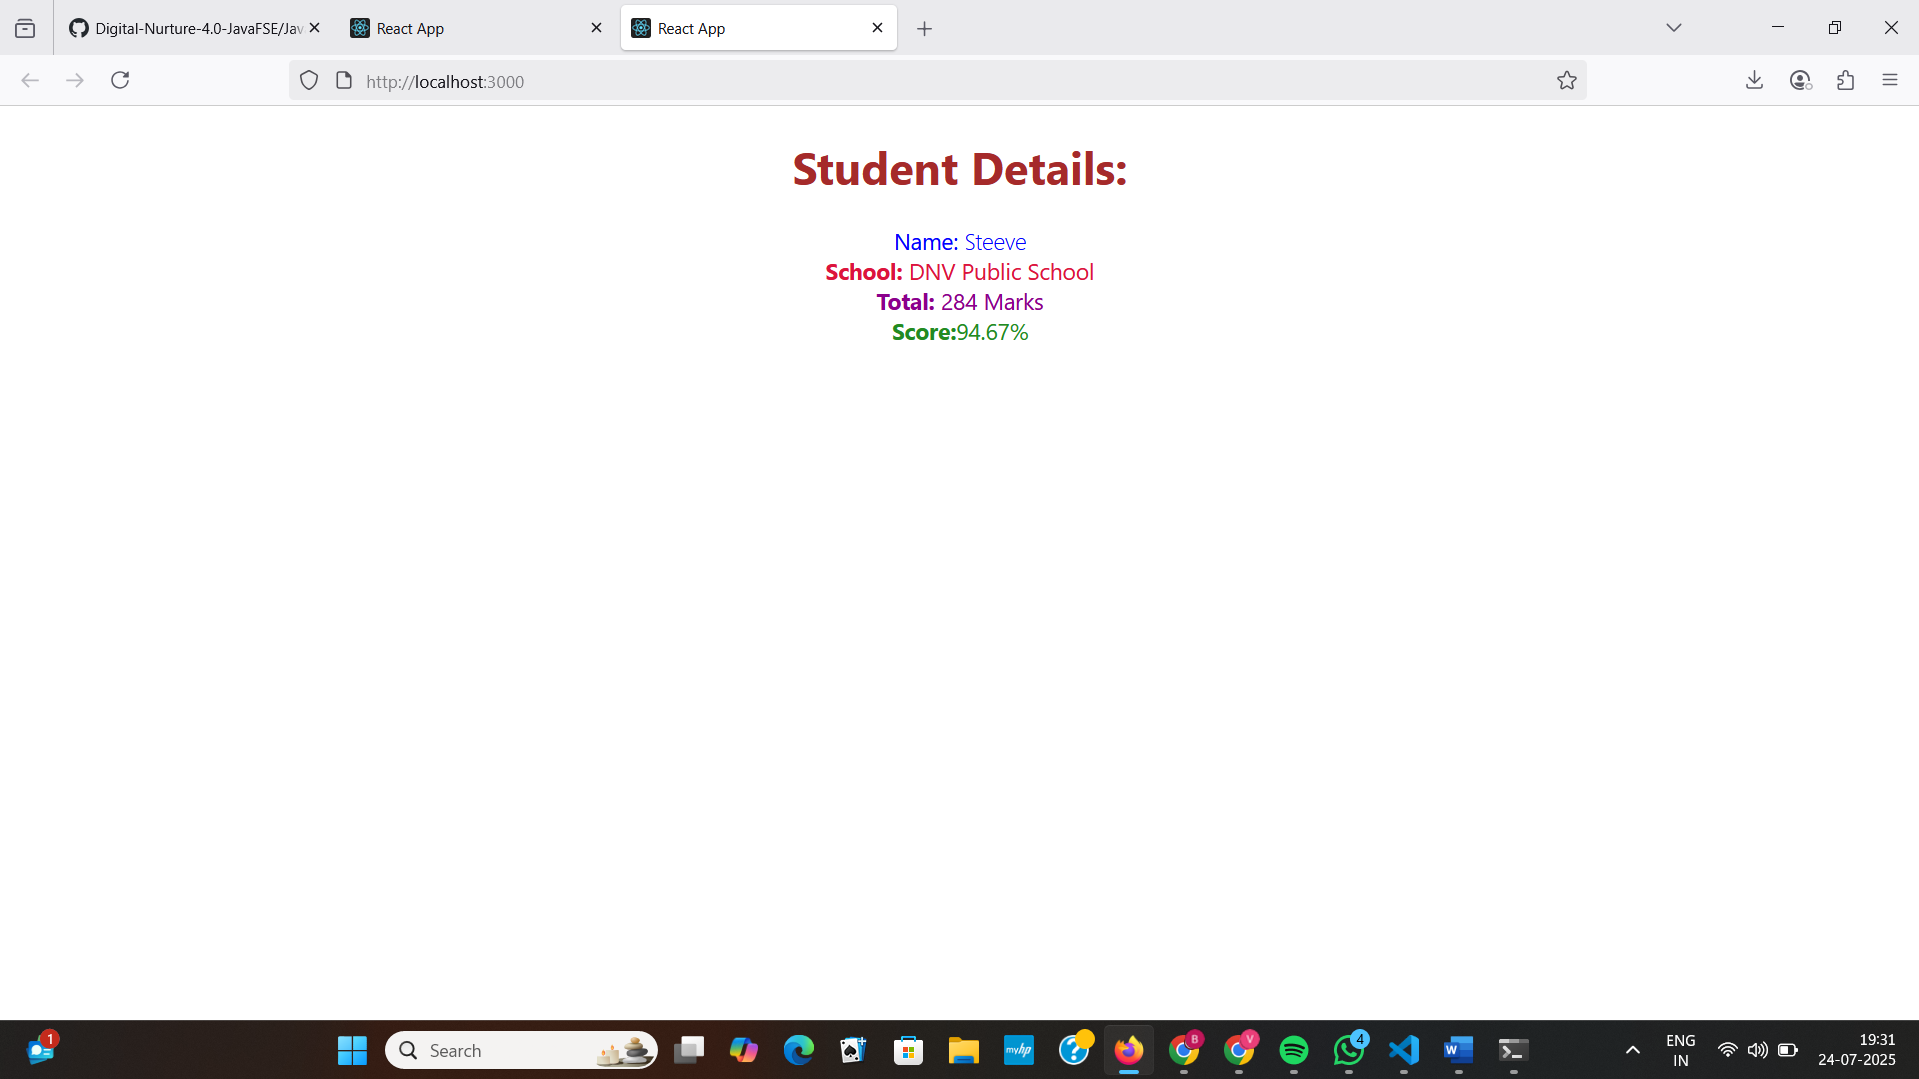 Digital-Nurture-4.0-JavaFSE/Jav
React App
React App
http://localhost:3000
Student Details:
Name: Steeve
School: DNV Public School
Total: 284 Marks
Score:94.67%
1
Search
myhp
B
V
4
W
ENG
IN
19:31
24-07-2025